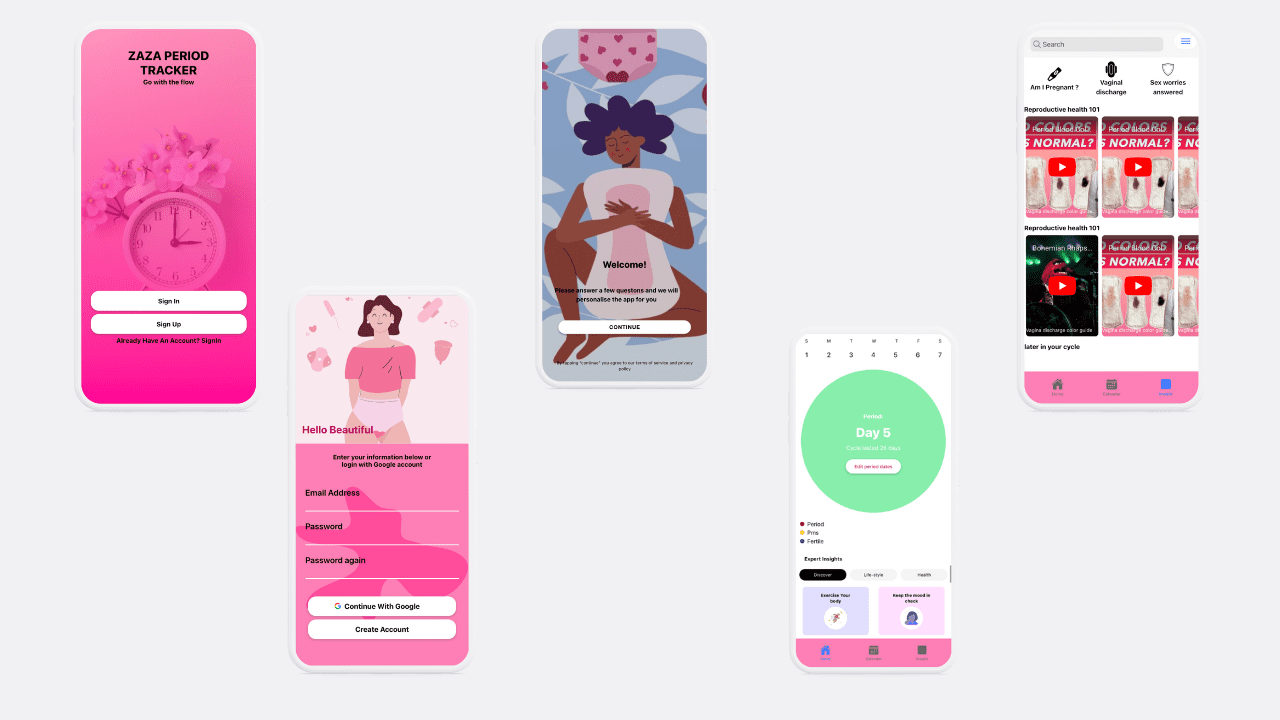 ZAZA PERIOD
TRACKER
Go with the flow
Sign In
Sign Up
Already Have An Account? SignIn
Hello Beautiful
Enter your information below or
login with Google account
Email Address
Password
Password again
Continue With Google
Create Account
Welcome!
Please answer a few questons and we will
personalise the app for you
CONTINUE
By tapping "continue" you agree to our terms of service and privacy
policy
S M T W T F S
1 2 3 4 5 6 7
Period:
Day 5
Cycle lasted 25 days
Edit period dates
Period
Pms
Fertile
Expert Insights
Discover Life-style Health
Exercise Your
body
Keep the mood in
check
Home Calendar Insight
Search
Am I Pregnant ?
Vaginal
discharge
Sex worries
answered
Reproductive health 101
Period Blood Col...
Period Blood Col...
S NORMAL?
IS NORMAL?
Vagina discharge color guide...
Vagina discharge color guide...
Reproductive health 101
Bohemian Rhaps...
Period Blood Col...
IS NORMAL?
Vagina discharge color guide
Vagina discharge color guide...
later in your cycle
Home Calendar Insight